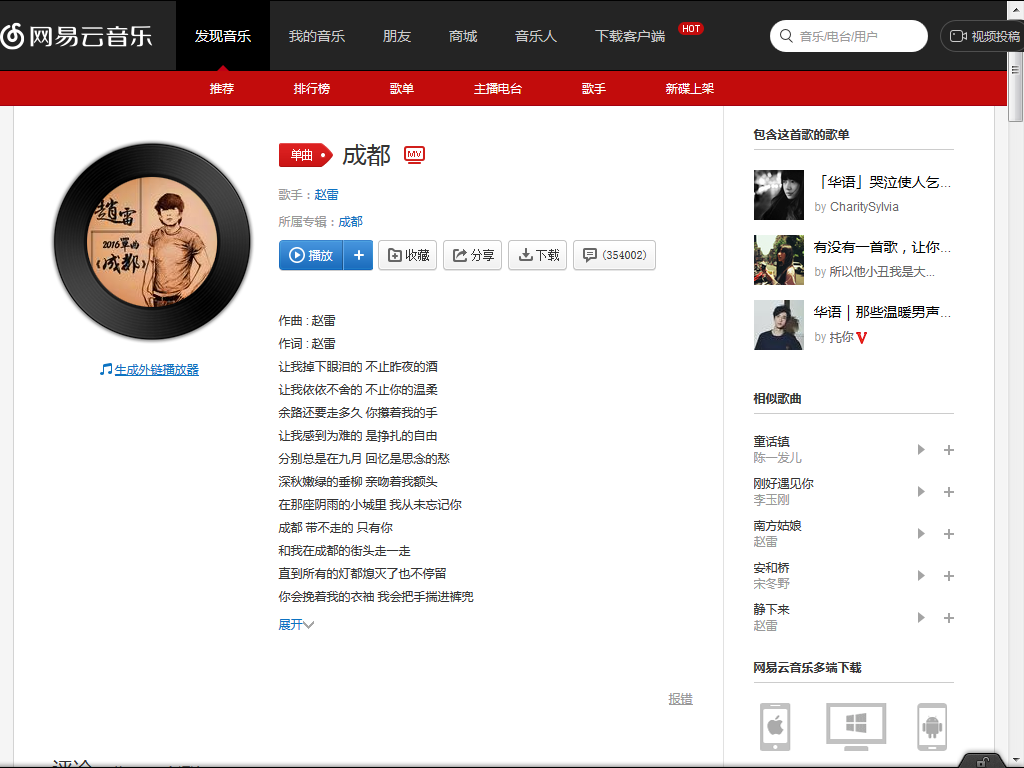 网易云音乐
发现音乐 我的音乐 朋友 商城 音乐人 下载客户端 HOT
音乐/电台/用户
视频投稿
推荐 排行榜 歌单 主播电台 歌手 新碟上架
趙雷
2016單曲
《成都》
生成外链播放器
单曲 成都 MV
歌手：赵雷
所属专辑：成都
播放 + 收藏 分享 下载 (354002)
作曲 : 赵雷
作词 : 赵雷
让我掉下眼泪的 不止昨夜的酒
让我依依不舍的 不止你的温柔
余路还要走多久 你攥着我的手
让我感到为难的 是挣扎的自由
分别总是在九月 回忆是思念的愁
深秋嫩绿的垂柳 亲吻着我额头
在那座阴雨的小城里 我从未忘记你
成都 带不走的 只有你
和我在成都的街头走一走
直到所有的灯都熄灭了也不停留
你会挽着我的衣袖 我会把手揣进裤兜
展开
报错
包含这首歌的歌单
「华语」哭泣使人乞...
by CharitySylvia
有没有一首歌，让你...
by 所以他小丑我是大...
华语｜那些温暖男声...
by 托你 V
相似歌曲
童话镇
陈一发儿
刚好遇见你
李玉刚
南方姑娘
赵雷
安和桥
宋冬野
静下来
赵雷
网易云音乐多端下载